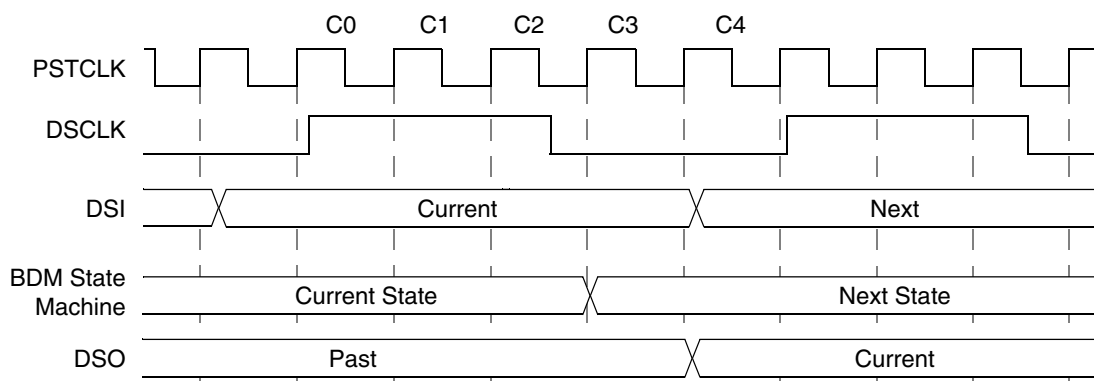 C0 C1 C2 C3 C4
PSTCLK
DSCLK
DSI Current Next
BDM State
Machine Current State Next State
DSO Past Current